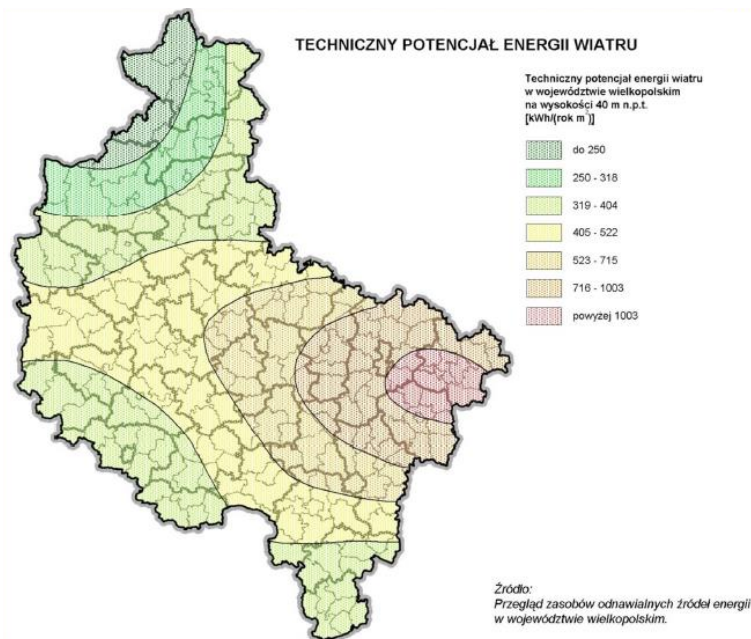 TECHNICZNY POTENCJAŁ ENERGII WIATRU
Techniczny potencjał energii wiatru
w województwie wielkopolskim
na wysokości 40 m n.p.t.
[kWh/(rok m²)]
do 250
250 - 318
319 - 404
405 - 522
523 - 715
716 - 1003
powyżej 1003
Źródło:
Przegląd zasobów odnawialnych źródeł energii
w województwie wielkopolskim.